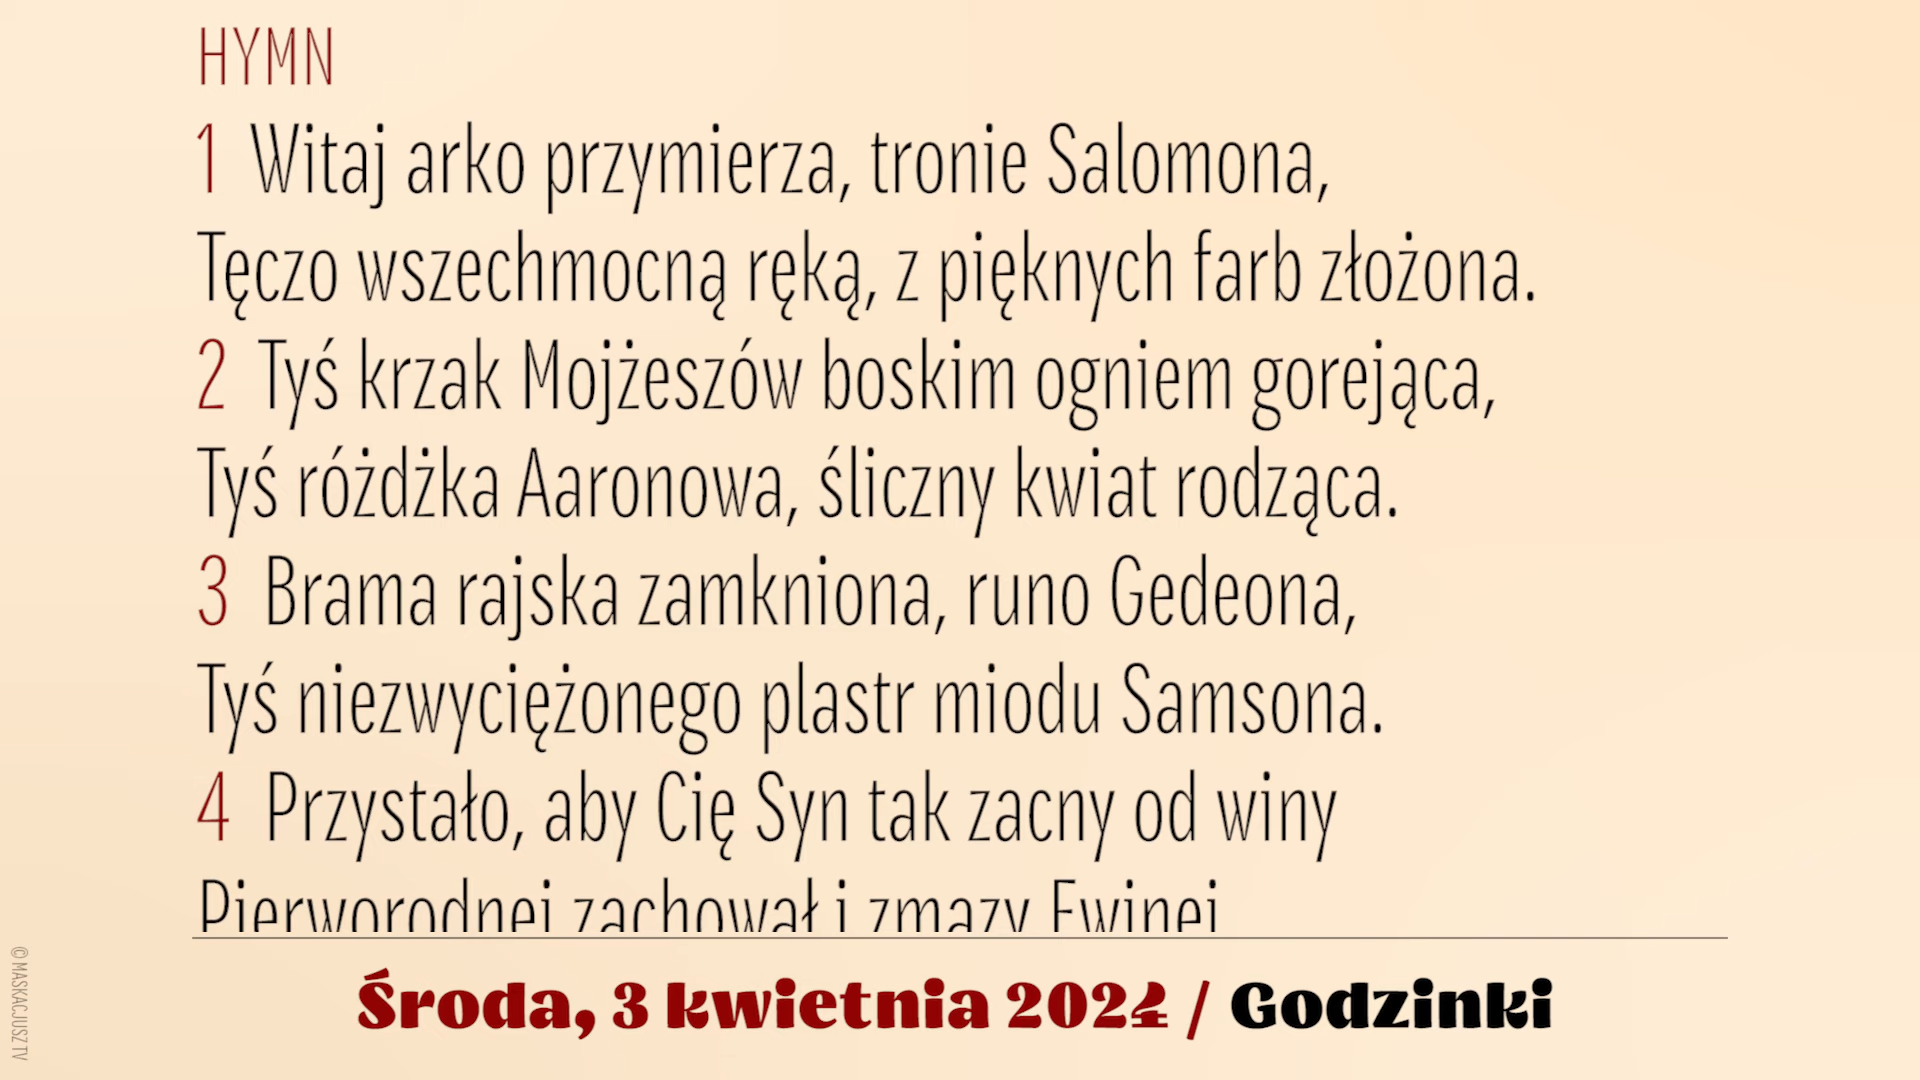 HYMN
1 Witaj arko przymierza, tronie Salomona,
Tęczo wszechmocną ręką, z pięknych farb złożona.
2 Tyś krzak Mojżeszów boskim ogniem gorejąca,
Tyś różdżka Aaronowa, śliczny kwiat rodząca.
3 Brama rajska zamkniona, runo Gedeona,
Tyś niezwyciężonego plastr miodu Samsona.
4 Przystało, aby Cię Syn tak zacny od winy
Pierworodnej zachował i zmazy Ewinej
Środa, 3 kwietnia 2024 / Godzinki
© MASKACJUSZ TV